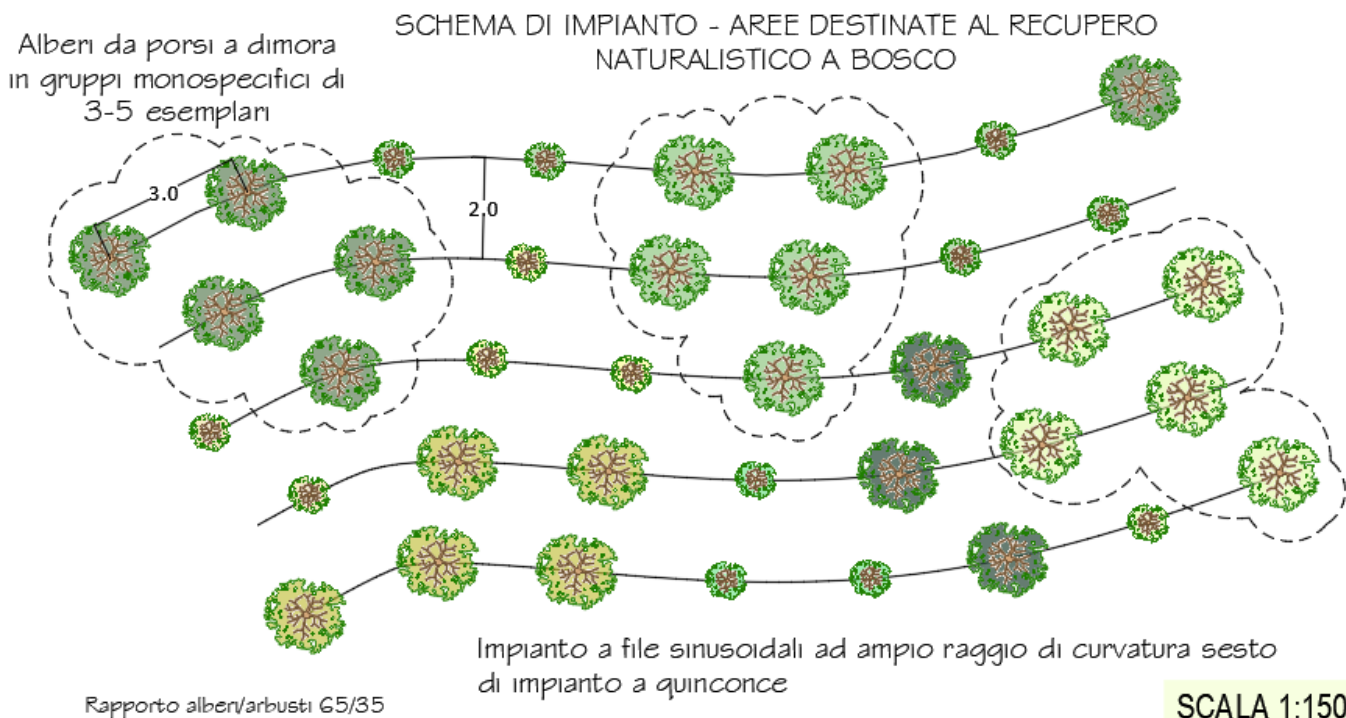 SCHEMA DI IMPIANTO - AREE DESTINATE AL RECUPERO
NATURALISTICO A BOSCO
Alberi da porsi a dimora
in gruppi monospecifici di
3-5 esemplari
3.0
2.0
Impianto a file sinusoidali ad ampio raggio di curvatura sesto
di impianto a quinconce
Rapporto alberi/arbusti 65/35
SCALA 1:150